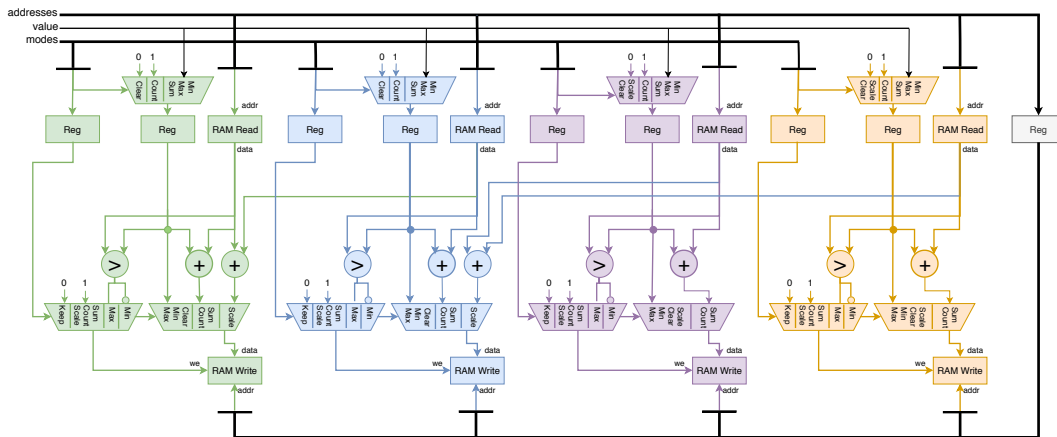 addresses
value
modes
0 1
0 1
0 1
0 1
Clear
Count
Sum
Max
Min
Clear
Count
Sum
Max
Min
Clear
Scale
Count
Sum
Max
Min
Clear
Scale
Count
Sum
Max
Min
addr
addr
addr
addr
Reg
Reg
RAM Read
Reg
Reg
RAM Read
Reg
Reg
RAM Read
Reg
Reg
RAM Read
Reg
data
data
data
data
> + +
> + +
> +
> +
0 1
0 1
0 1
0 1
Keep
Scale
Count
Sum
Max
Min
Max
Min
Clear
Count
Sum
Scale
Keep
Scale
Count
Sum
Max
Min
Max
Min
Clear
Count
Sum
Scale
Keep
Scale
Count
Sum
Max
Min
Max
Min
Clear
Scale
Count
Sum
Keep
Scale
Count
Sum
Max
Min
Max
Min
Clear
Scale
Count
Sum
data
data
data
data
we
RAM Write
we
RAM Write
we
RAM Write
we
RAM Write
addr
addr
addr
addr